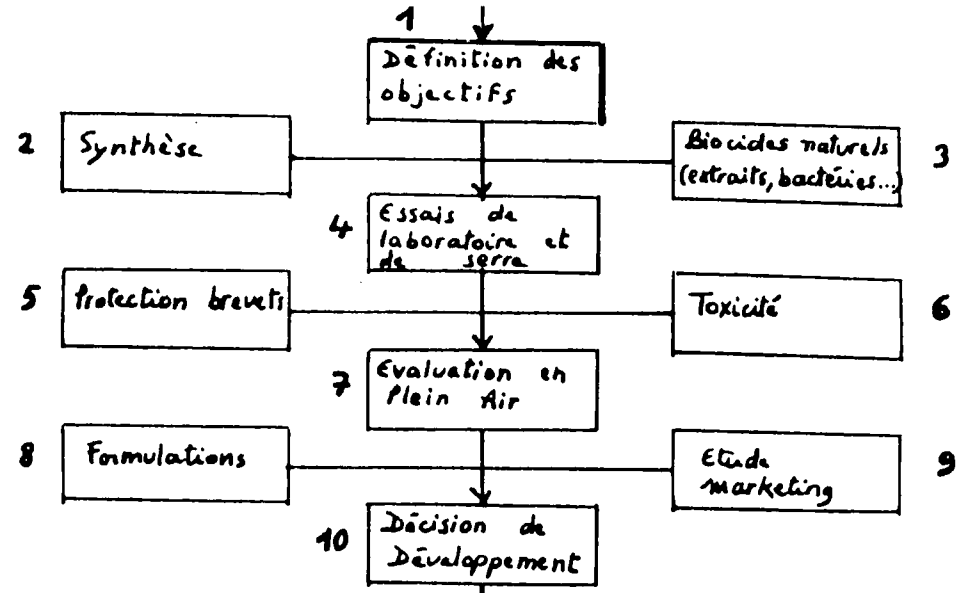 1
Définition des
objectifs
2
Synthèse
Biocides naturels
(extraits, bactéries...)
3
4
Essais de
laboratoire et
de serre
5
Protection brevets
Toxicité
6
7
Evaluation en
Plein Air
8
Formulations
Etude
marketing
9
10
Décision de
Développement